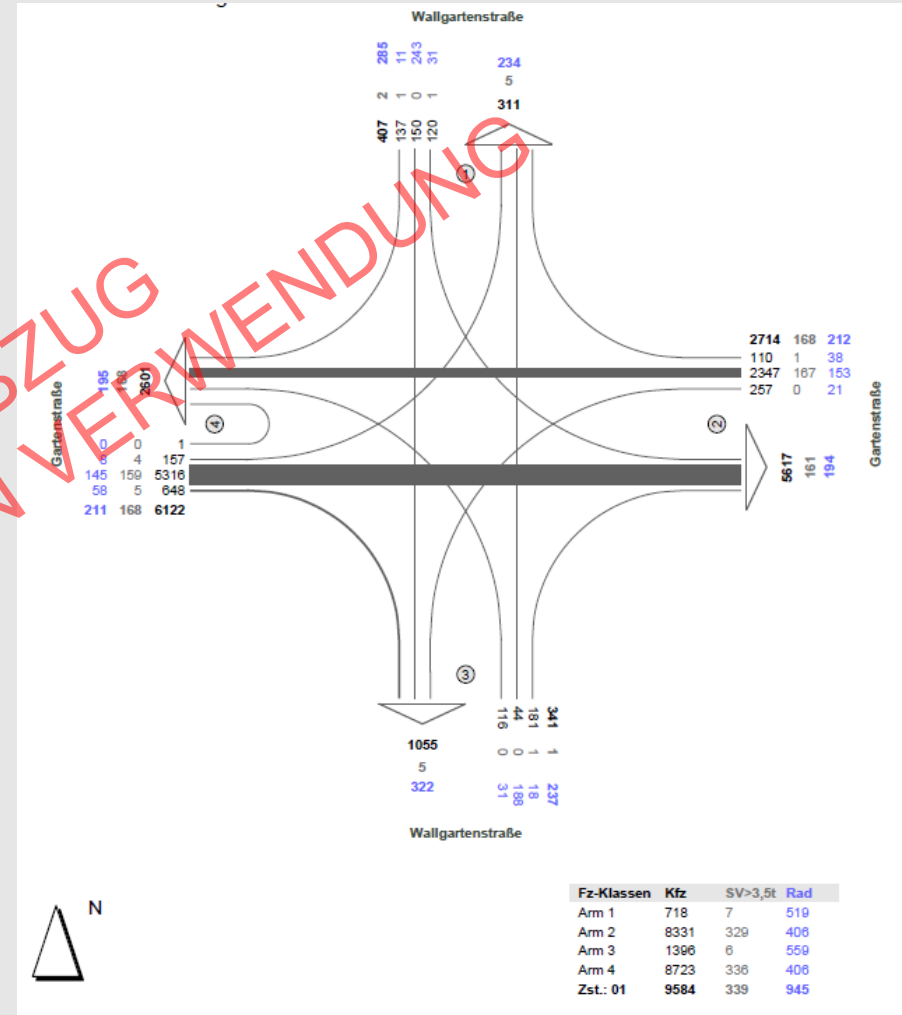 Wallgartenstraße
285 11 243 31
2 1 0 1
407 137 150 120
234
5
311
1
2714 168 212
110 1 38
2347 167 153
257 0 21
Gartenstraße
2
5617 161 194
Gartenstraße
195 168 2601
4
0 0 1
8 4 157
145 159 5316
58 5 648
211 168 6122
3
1055
5
322
116 44 181 341
0 0 1 1
31 188 18 237
Wallgartenstraße
N
Fz-Klassen Kfz SV>3,5t Rad
Arm 1 718 7 519
Arm 2 8331 329 406
Arm 3 1396 6 559
Arm 4 8723 336 406
Zst.: 01 9584 339 945
SZUG
VERWENDUNG